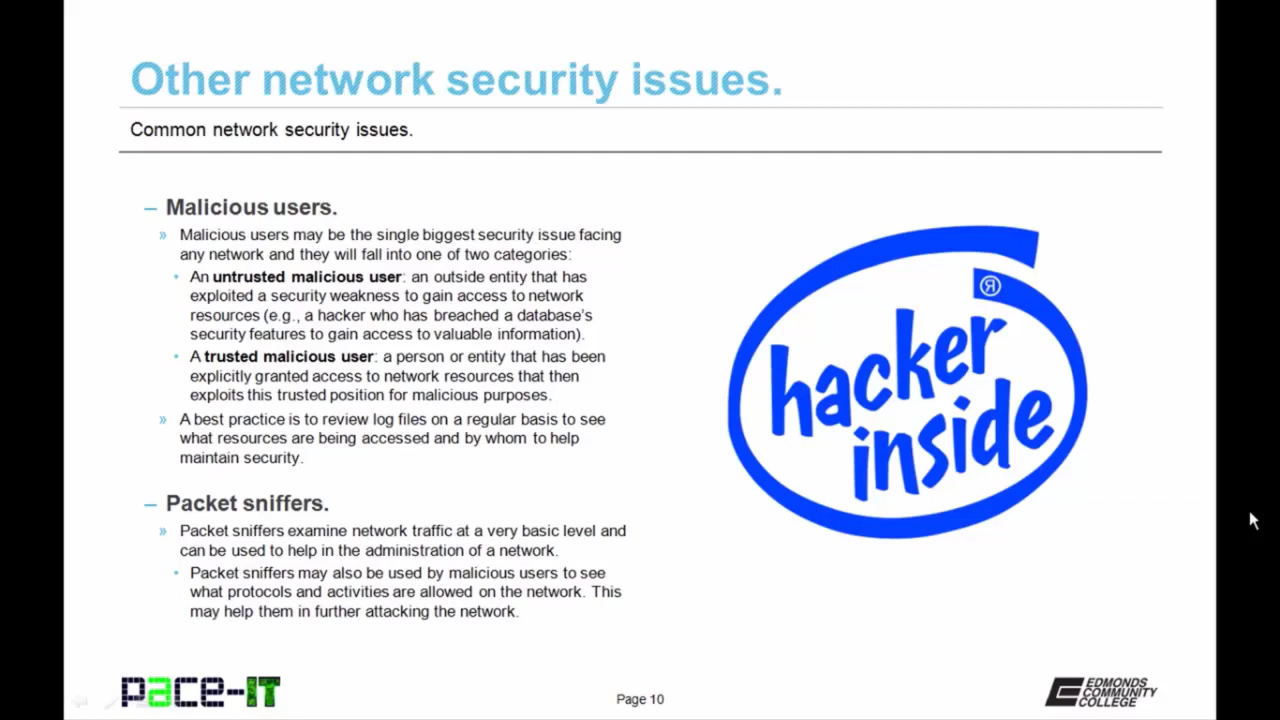 Other network security issues.
Common network security issues.
– Malicious users.
» Malicious users may be the single biggest security issue facing
any network and they will fall into one of two categories:
• An untrusted malicious user: an outside entity that has
exploited a security weakness to gain access to network
resources (e.g., a hacker who has breached a database's
security features to gain access to valuable information).
• A trusted malicious user: a person or entity that has been
explicitly granted access to network resources that then
exploits this trusted position for malicious purposes.
» A best practice is to review log files on a regular basis to see
what resources are being accessed and by whom to help
maintain security.
– Packet sniffers.
» Packet sniffers examine network traffic at a very basic level and
can be used to help in the administration of a network.
• Packet sniffers may also be used by malicious users to see
what protocols and activities are allowed on the network. This
may help them in further attacking the network.
®
hacker
inside
PACE-IT
Page 10
EDMONDS
COMMUNITY
COLLEGE